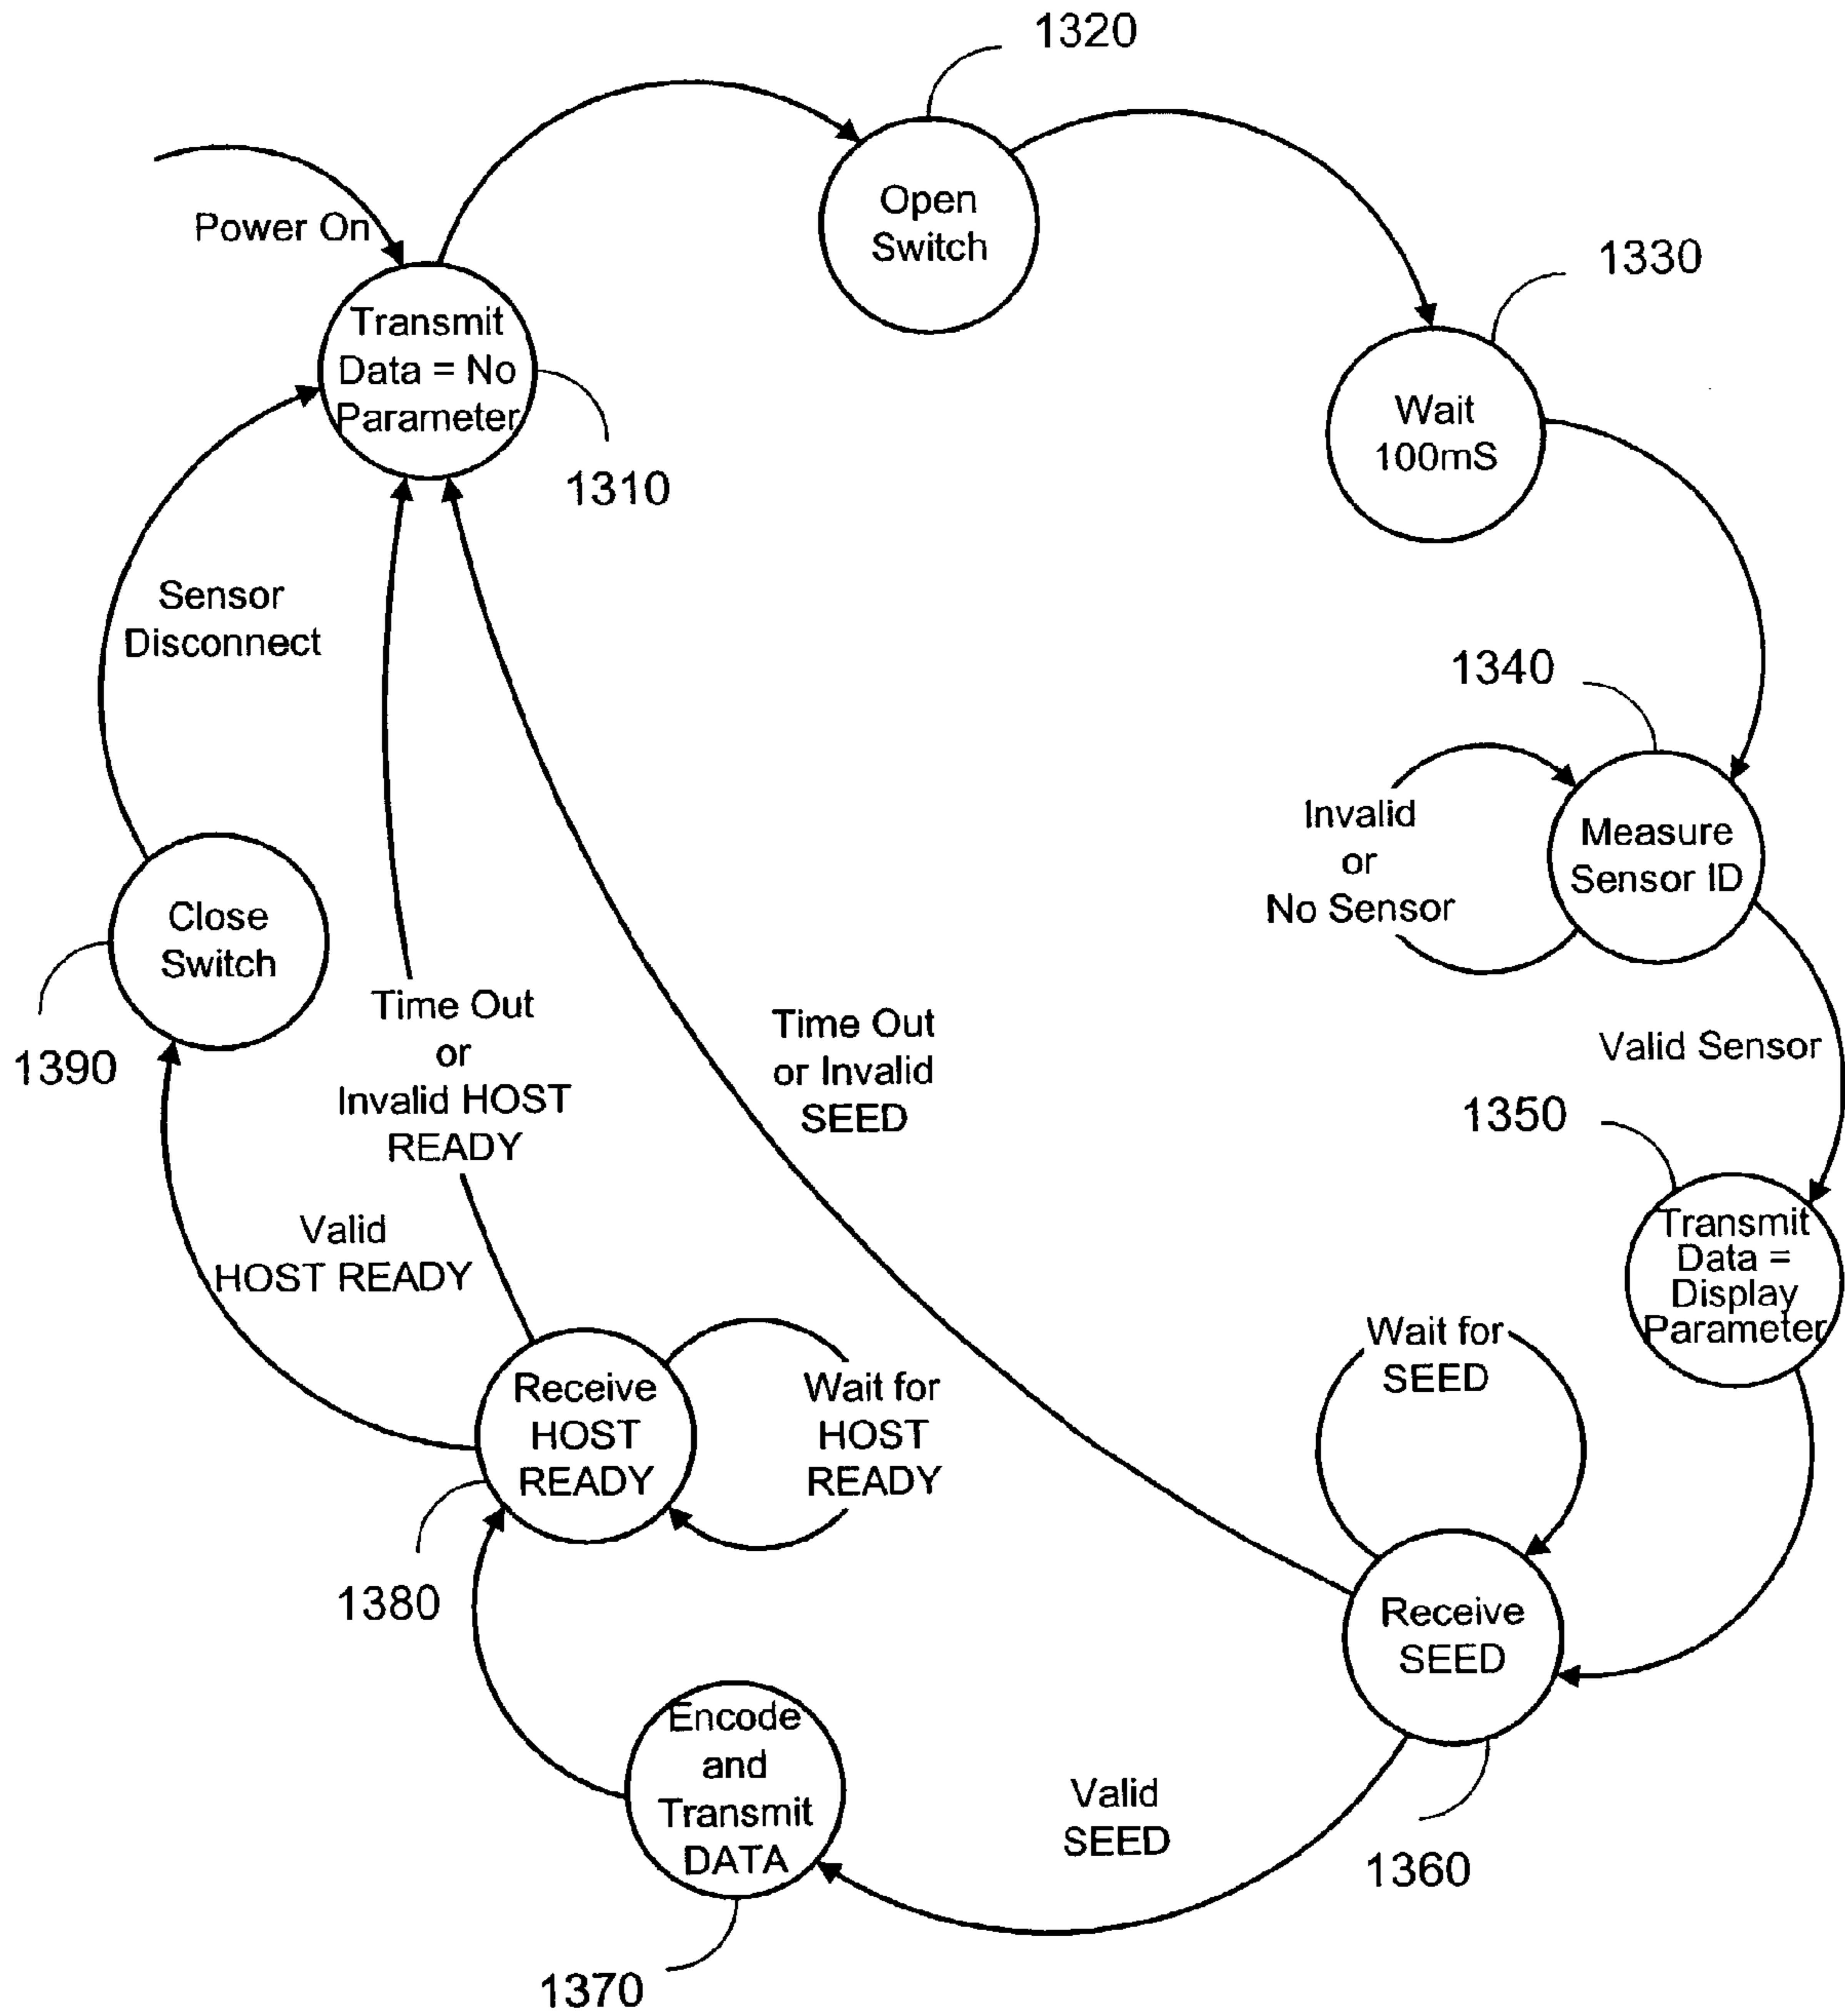 1320
Open
Switch
Power On
1330
Transmit
Data = No
Parameter
1310
Wait
100mS
Sensor
Disconnect
1340
Invalid
or
No Sensor
Measure
Sensor ID
Close
Switch
1390
Time Out
or
Invalid HOST
READY
Time Out
or Invalid
SEED
Valid Sensor
1350
Transmit
Data =
Display
Parameter
Valid
HOST READY
Wait for
SEED
Receive
HOST
READY
Wait for
HOST
READY
1380
Receive
SEED
Encode
and
Transmit
DATA
Valid
SEED
1360
1370